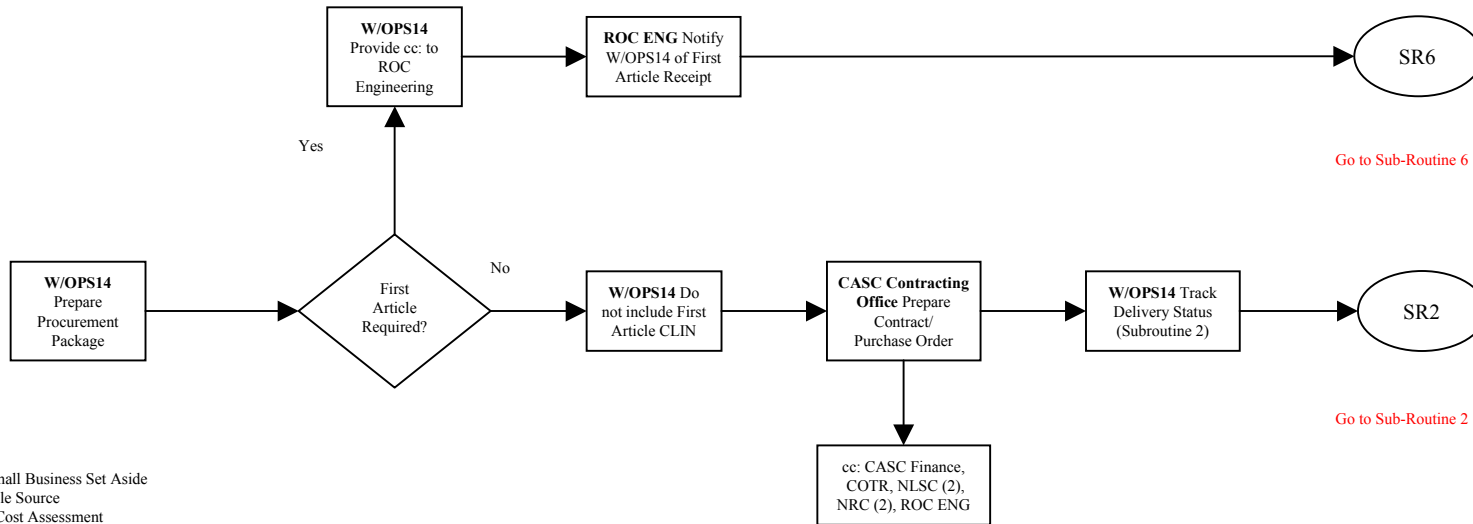 W/OPS14
Provide cc: to
ROC
Engineering
ROC ENG Notify
W/OPS14 of First
Article Receipt
SR6
Yes
Go to Sub-Routine 6
W/OPS14
Prepare
Procurement
Package
First
Article
Required?
No
W/OPS14 Do
not include First
Article CLIN
CASC Contracting
Office Prepare
Contract/
Purchase Order
W/OPS14 Track
Delivery Status
(Subroutine 2)
SR2
Go to Sub-Routine 2
cc: CASC Finance,
COTR, NLSC (2),
NRC (2), ROC ENG
Business Set Aside
Source
Cost Assessment